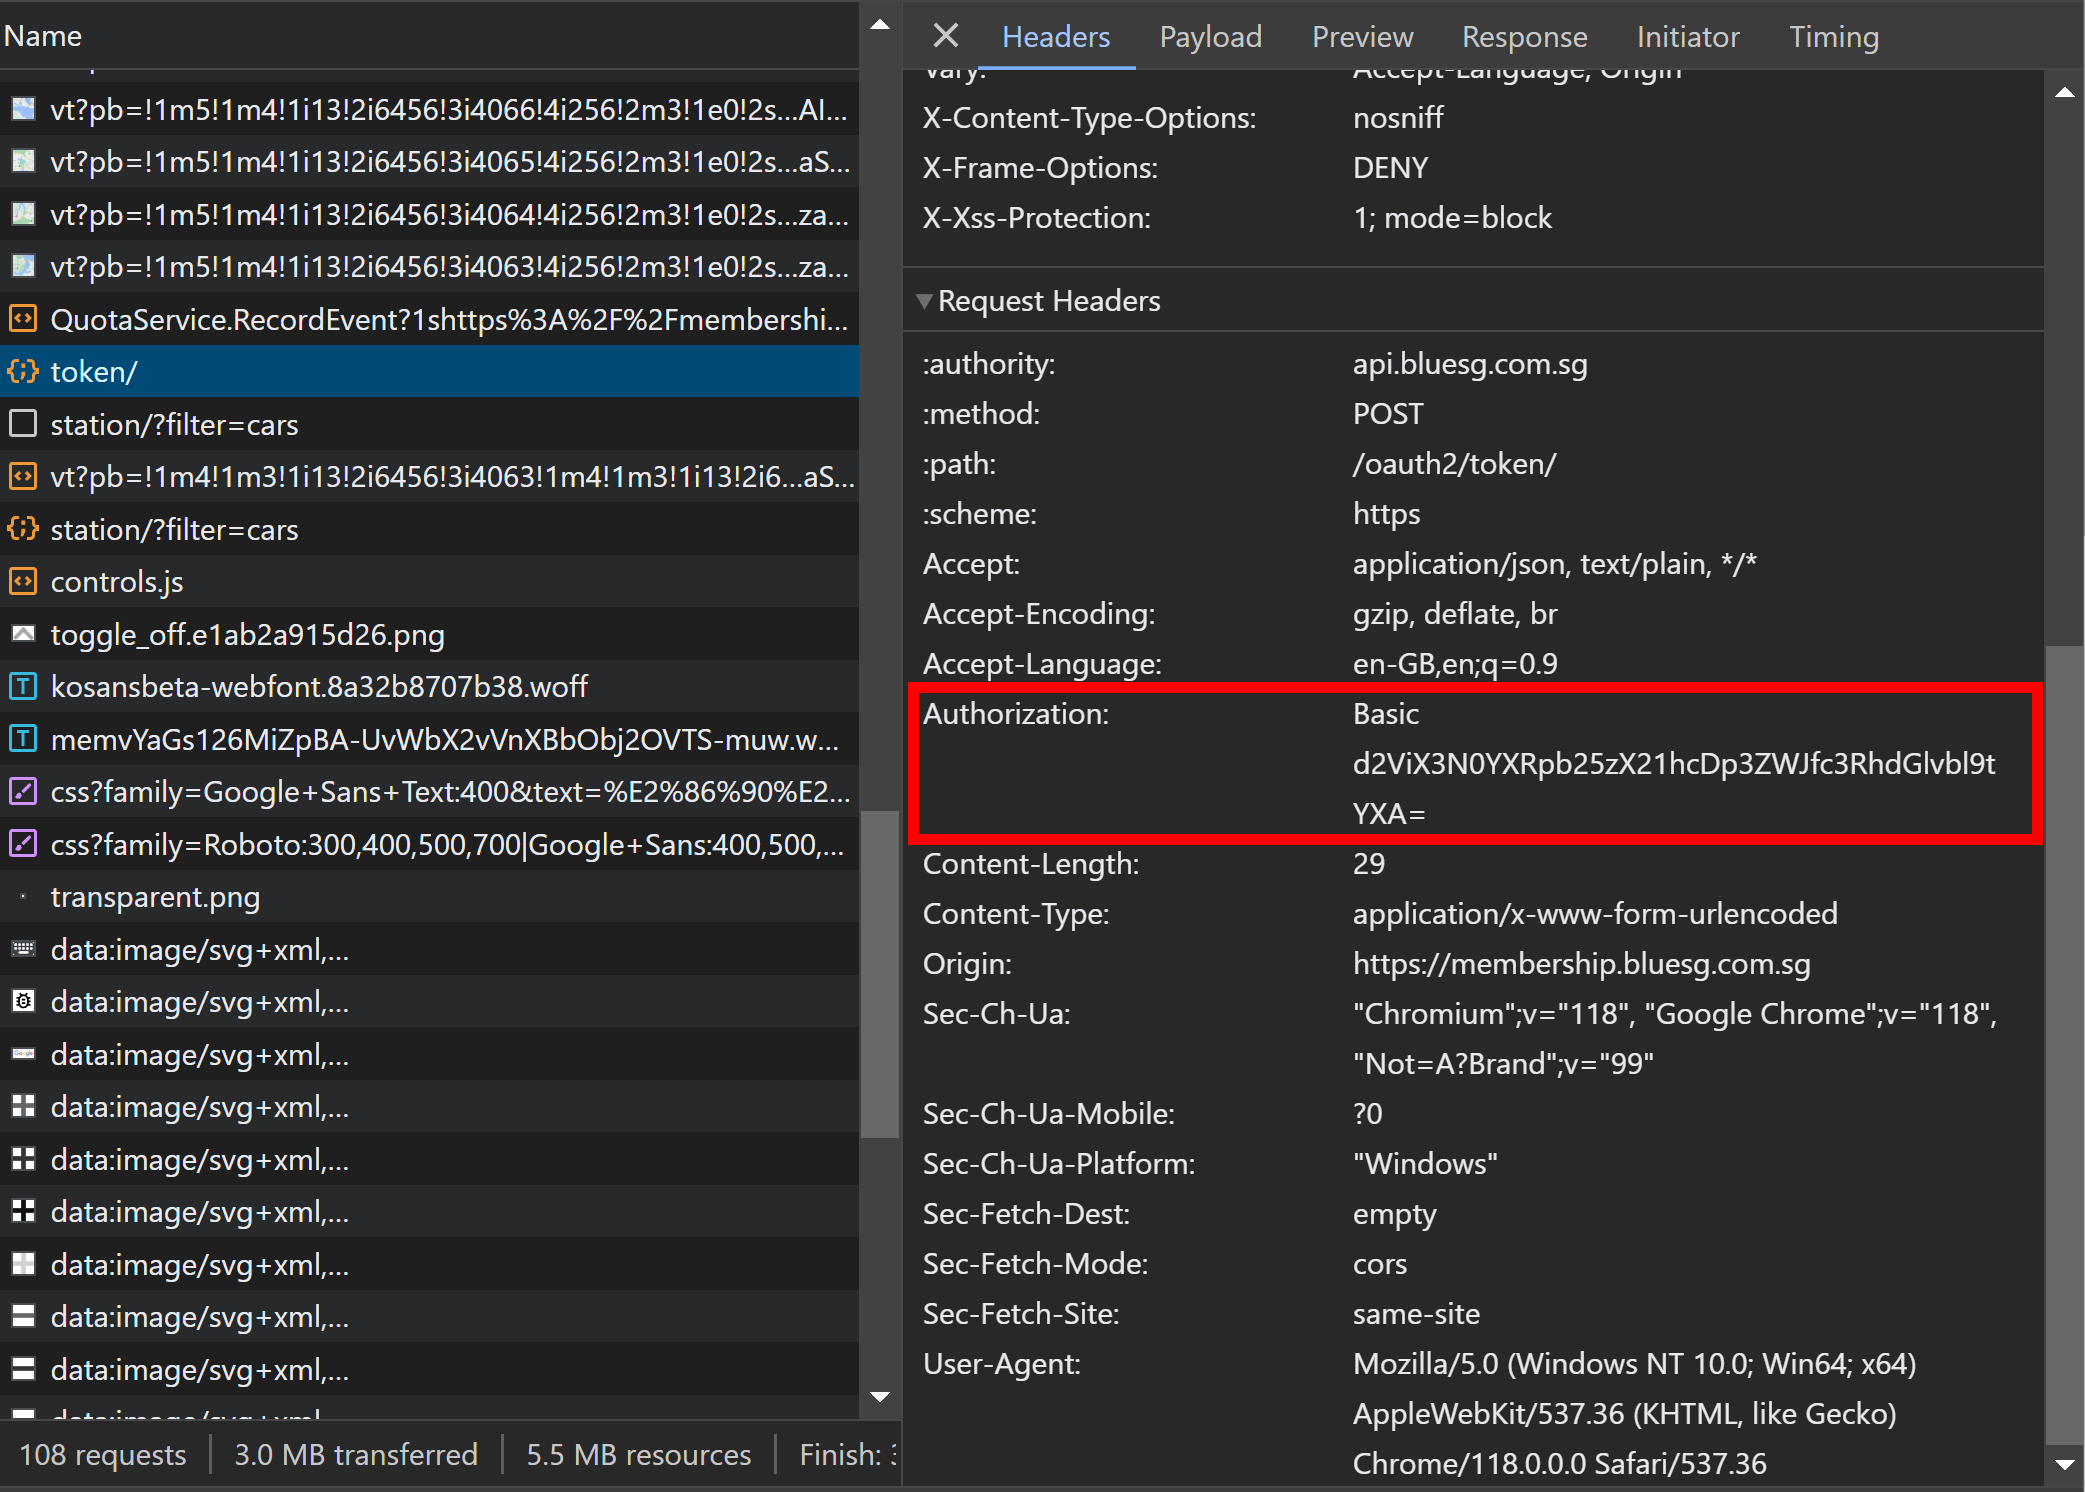 Name
vt?pb=!1m5!1m4!1i13!2i6456!3i4066!4i256!2m3!1e0!2s...AI...
vt?pb=!1m5!1m4!1i13!2i6456!3i4065!4i256!2m3!1e0!2s...aS...
vt?pb=!1m5!1m4!1i13!2i6456!3i4064!4i256!2m3!1e0!2s...za...
vt?pb=!1m5!1m4!1i13!2i6456!3i4063!4i256!2m3!1e0!2s...za...
QuotaService.RecordEvent?1shttps%3A%2F%2Fmembershi...
token/
station/?filter=cars
vt?pb=!1m4!1m3!1i13!2i6456!3i4063!1m4!1m3!1i13!2i6...aS...
station/?filter=cars
controls.js
toggle_off.e1ab2a915d26.png
kosansbeta-webfont.8a32b8707b38.woff
memvYaGs126MiZpBA-UvWbX2vVnXBbObj2OVTS-muw.w...
css?family=Google+Sans+Text:400&text=%E2%86%90%E2...
css?family=Roboto:300,400,500,700|Google+Sans:400,500,...
transparent.png
data:image/svg+xml,...
data:image/svg+xml,...
data:image/svg+xml,...
data:image/svg+xml,...
data:image/svg+xml,...
data:image/svg+xml,...
data:image/svg+xml,...
data:image/svg+xml,...
data:image/svg+xml,...
108 requests 3.0 MB transferred 5.5 MB resources Finish:
Headers Payload Preview Response Initiator Timing
Vary: Accept-Language, Origin
X-Content-Type-Options: nosniff
X-Frame-Options: DENY
X-Xss-Protection: 1; mode=block
Request Headers
:authority: api.bluesg.com.sg
:method: POST
:path: /oauth2/token/
:scheme: https
Accept: application/json, text/plain, */*
Accept-Encoding: gzip, deflate, br
Accept-Language: en-GB,en;q=0.9
Authorization: Basic
d2ViX3N0YXRpb25zX21hcDp3ZWJfc3RhdGlvbl9t
YXA=
Content-Length: 29
Content-Type: application/x-www-form-urlencoded
Origin: https://membership.bluesg.com.sg
Sec-Ch-Ua: "Chromium";v="118", "Google Chrome";v="118",
"Not=A?Brand";v="99"
Sec-Ch-Ua-Mobile: ?0
Sec-Ch-Ua-Platform: "Windows"
Sec-Fetch-Dest: empty
Sec-Fetch-Mode: cors
Sec-Fetch-Site: same-site
User-Agent: Mozilla/5.0 (Windows NT 10.0; Win64; x64)
AppleWebKit/537.36 (KHTML, like Gecko)
Chrome/118.0.0.0 Safari/537.36